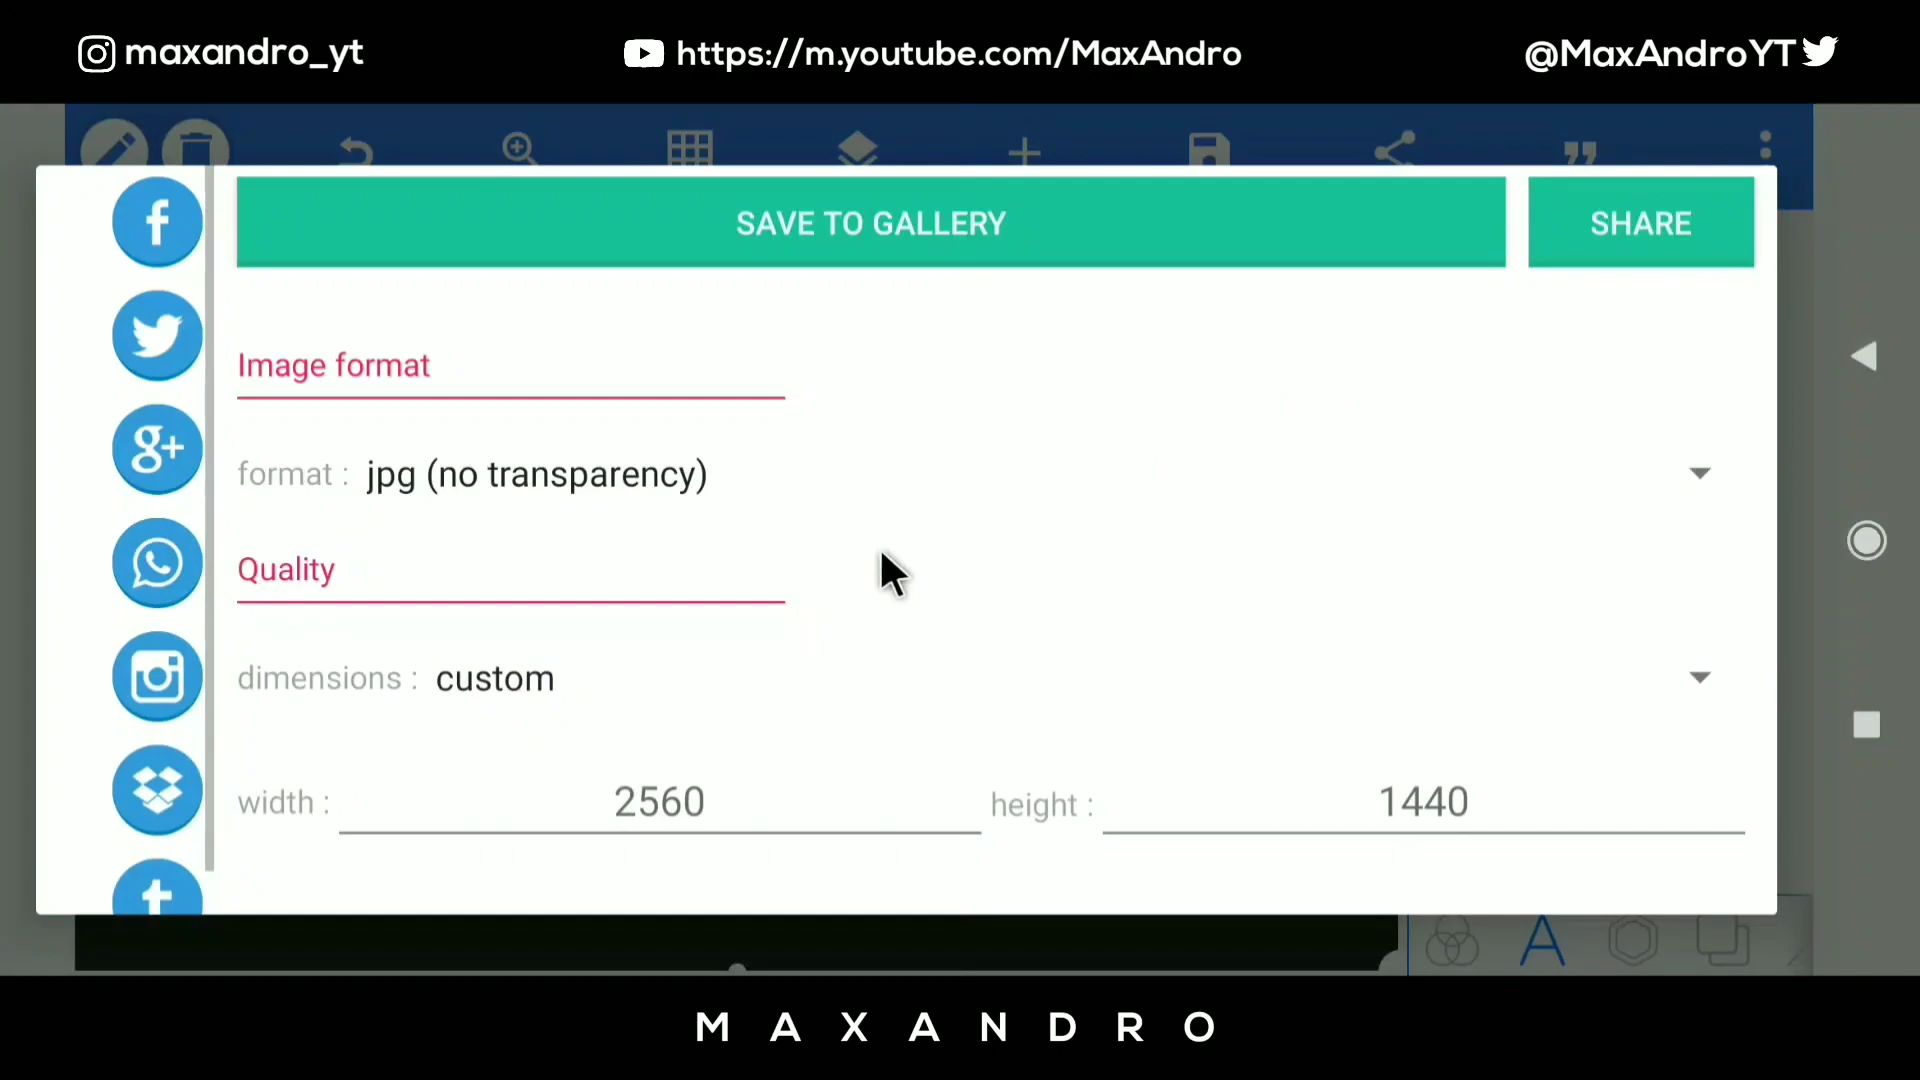 maxandro_yt
https://m.youtube.com/MaxAndro
@MaxAndroYT
SAVE TO GALLERY
SHARE
Image format
format : jpg (no transparency)
Quality
dimensions : custom
width : 2560
height : 1440
MAXANDRO